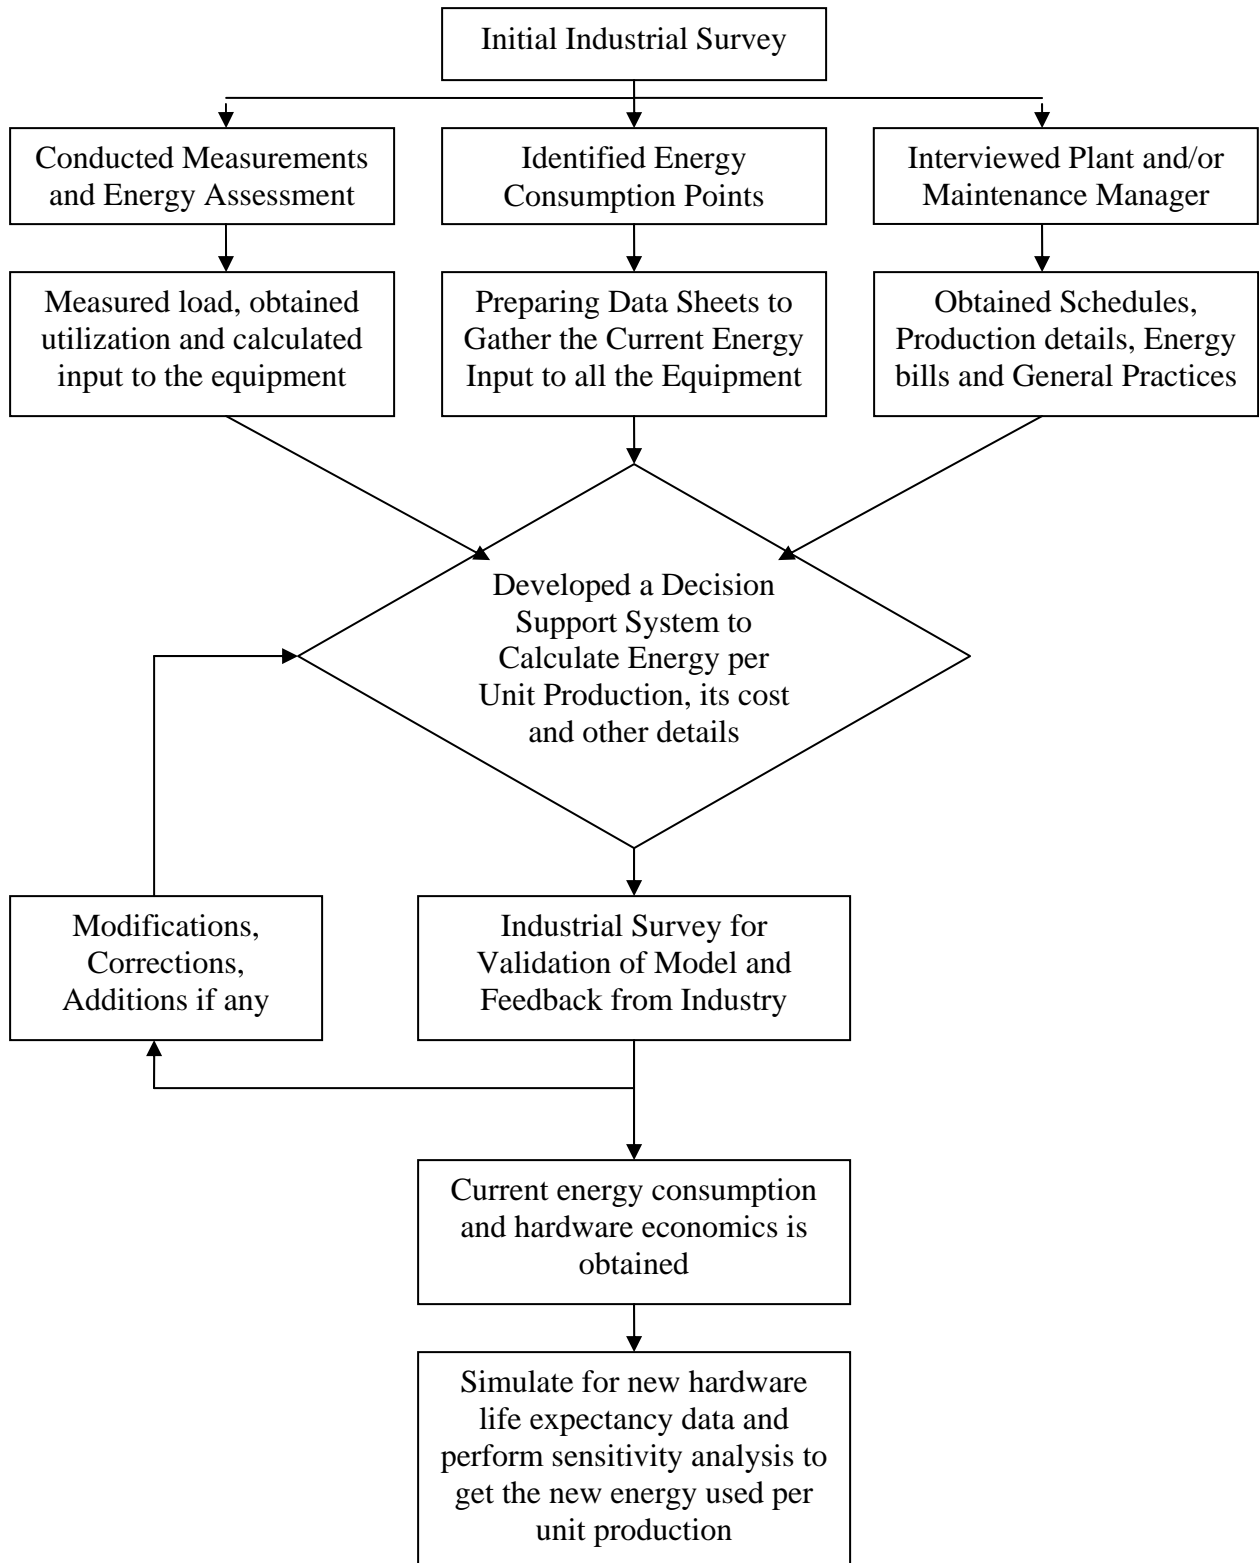 Initial Industrial Survey
Conducted Measurements
and Energy Assessment
Identified Energy
Consumption Points
Interviewed Plant and/or
Maintenance Manager
Measured load, obtained
utilization and calculated
input to the equipment
Preparing Data Sheets to
Gather the Current Energy
Input to all the Equipment
Obtained Schedules,
Production details, Energy
bills and General Practices
Developed a Decision
Support System to
Calculate Energy per
Unit Production, its cost
and other details
Modifications,
Corrections,
Additions if any
Industrial Survey for
Validation of Model and
Feedback from Industry
Current energy consumption
and hardware economics is
obtained
Simulate for new hardware
life expectancy data and
perform sensitivity analysis to
get the new energy used per
unit production